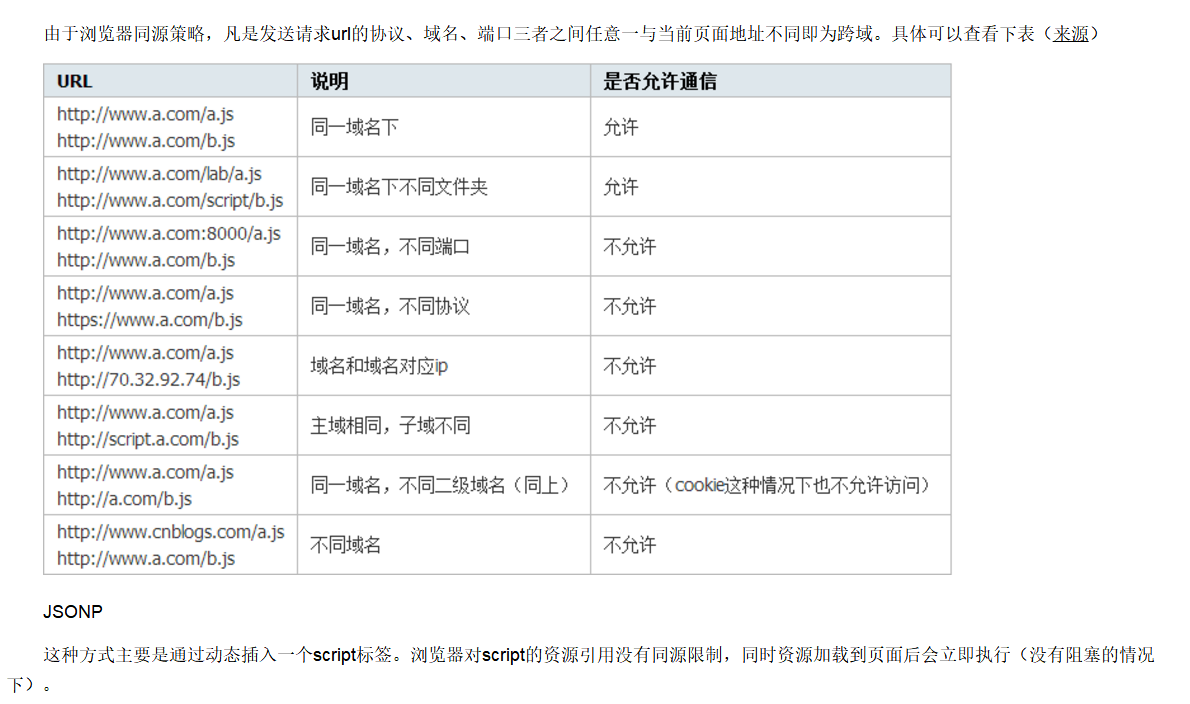 由于浏览器同源策略，凡是发送请求url的协议、域名、端口三者之间任意一与当前页面地址不同即为跨域。具体可以查看下表（来源）
URL 说明 是否允许通信
http://www.a.com/a.js
http://www.a.com/b.js
同一域名下
允许
http://www.a.com/lab/a.js
http://www.a.com/script/b.js
同一域名下不同文件夹
允许
http://www.a.com:8000/a.js
http://www.a.com/b.js
同一域名，不同端口
不允许
http://www.a.com/a.js
https://www.a.com/b.js
同一域名，不同协议
不允许
http://www.a.com/a.js
http://70.32.92.74/b.js
域名和域名对应ip
不允许
http://www.a.com/a.js
http://script.a.com/b.js
主域相同，子域不同
不允许
http://www.a.com/a.js
http://a.com/b.js
同一域名，不同二级域名（同上）
不允许（cookie这种情况下也不允许访问）
http://www.cnblogs.com/a.js
http://www.a.com/b.js
不同域名
不允许
JSONP
这种方式主要是通过动态插入一个script标签。浏览器对script的资源引用没有同源限制，同时资源加载到页面后会立即执行（没有阻塞的情况
下）。